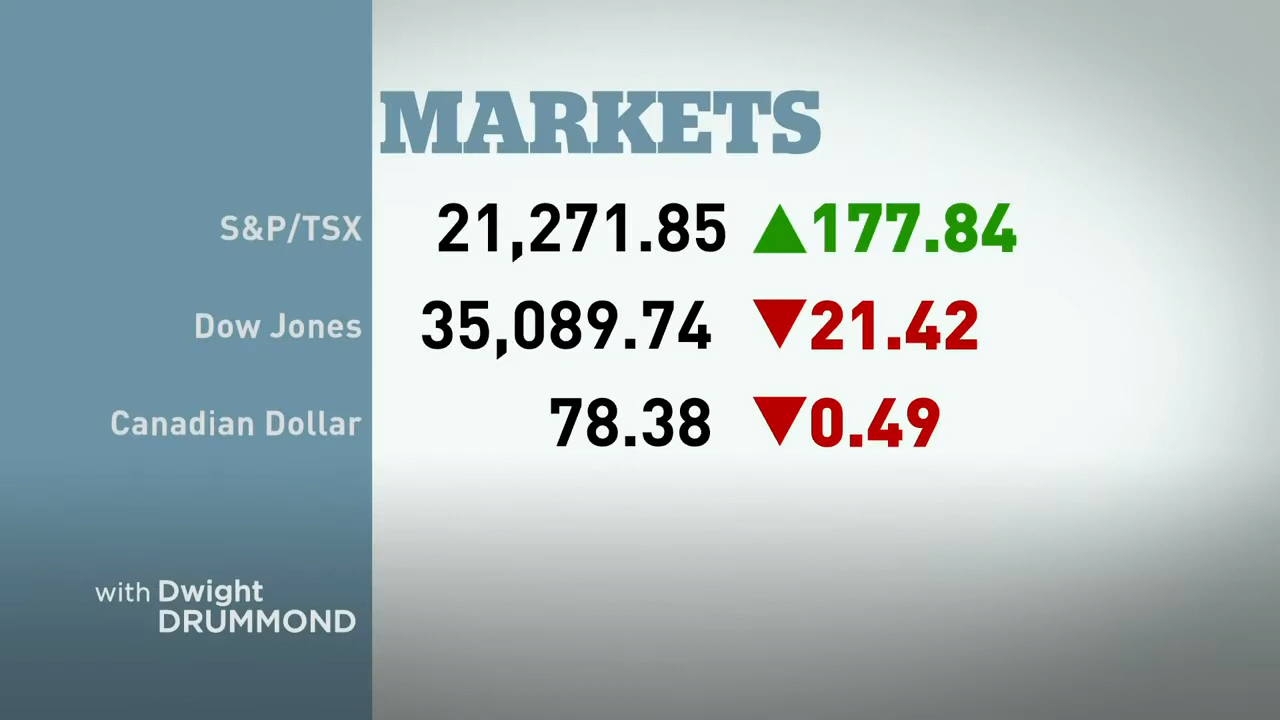 MARKETS
S&P/TSX 21,271.85 ▲177.84
Dow Jones 35,089.74 ▼21.42
Canadian Dollar 78.38 ▼0.49
with Dwight
DRUMMOND